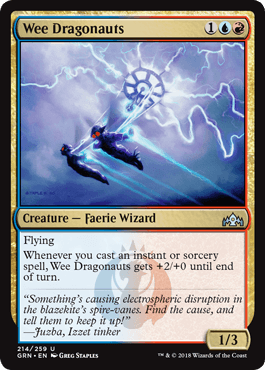 Wee Dragonauts 1
Creature — Faerie Wizard
Flying
Whenever you cast an instant or sorcery
spell, Wee Dragonauts gets +2/+0 until end
of turn.
“Something’s causing electrospheric disruption in
the blazekite’s spire-vanes. Find the cause, and
tell them to keep it up!”
—Juzba, Izzet tinker
1/3
214/259 U
GRN • EN Greg Staples
™ & © 2018 Wizards of the Coast